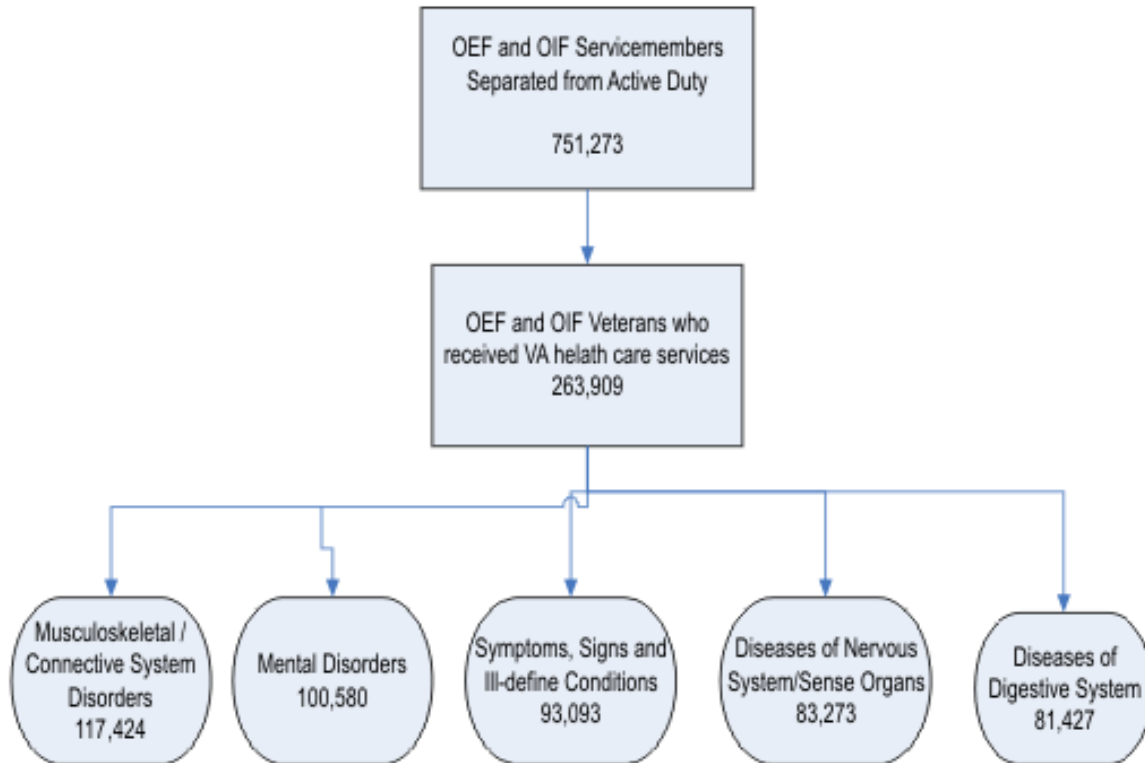 OEF and OIF Servicemembers
Separated from Active Duty
751,273
OEF and OIF Veterans who
received VA helath care services
263,909
Musculoskeletal /
Connective System
Disorders
117,424
Mental Disorders
100,580
Symptoms, Signs and
Ill-define Conditions
93,093
Diseases of Nervous
System/Sense Organs
83,273
Diseases of
Digestive System
81,427